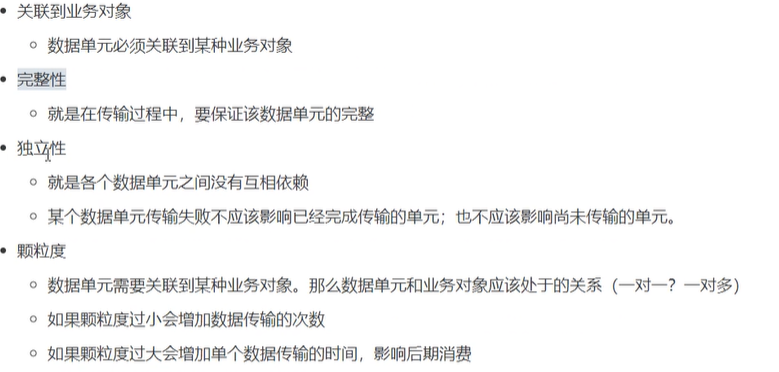 关联到业务对象
数据单元必须关联到某种业务对象
完整性
就是在传输过程中，要保证该数据单元的完整
独立性
就是各个数据单元之间没有互相依赖
某个数据单元传输失败不应该影响已经完成传输的单元；也不应该影响尚未传输的单元。
颗粒度
数据单元需要关联到某种业务对象。那么数据单元和业务对象应该处于的关系（一对一？一对多）
如果颗粒度过小会增加数据传输的次数
如果颗粒度过大会增加单个数据传输的时间，影响后期消费